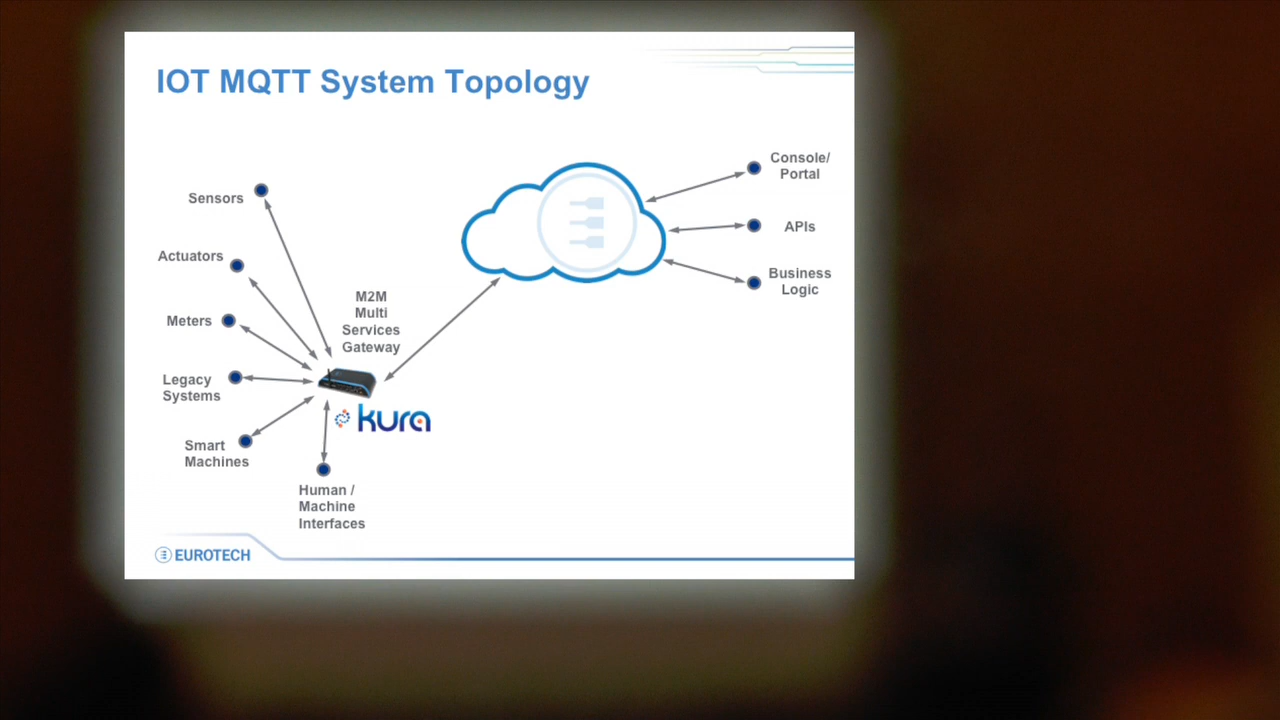 IOT MQTT System Topology
Sensors
Actuators
Meters
Legacy
Systems
Smart
Machines
Human /
Machine
Interfaces
M2M
Multi
Services
Gateway
kura
Console/
Portal
APIs
Business
Logic
EUROTECH